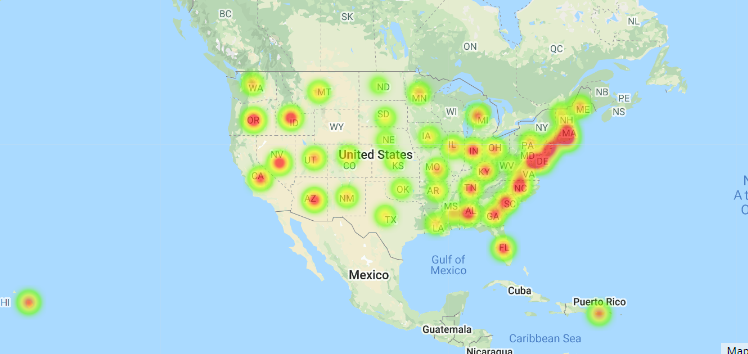 BC
SK
NL
ON
QC
WA
MT
ND
MN
NB
PE
ME
NS
OR
ID
SD
WI
MI
NH
MA
WY
NY
NE
IA
IL
IN
OH
PA
MD
DE
NV
UT
United States
CO
KS
MO
KY
WV
VA
CA
AZ
NM
OK
AR
TN
NC
SC
MS
AL
GA
TX
LA
FL
Gulf of
Mexico
Mexico
Cuba
Puerto Rico
HI
Guatemala
Caribbean Sea
Nicaragua
N
A t
O
Map